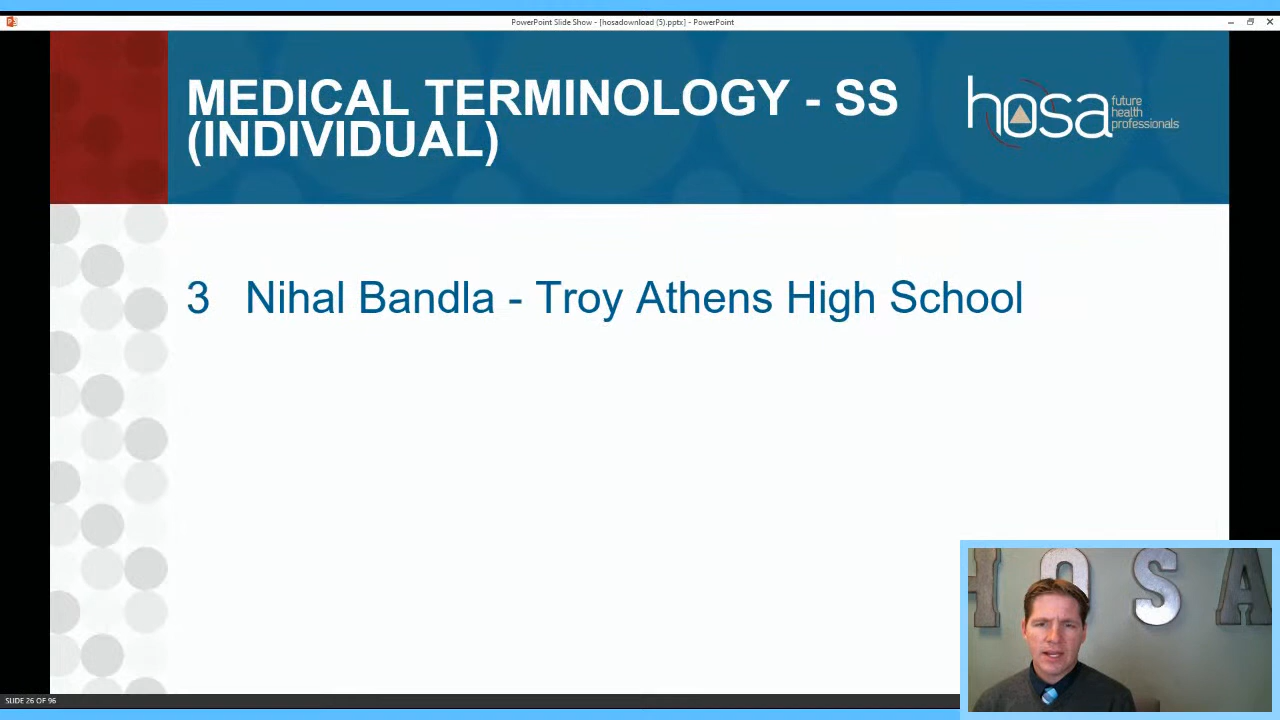 PowerPoint Slide Show - [hosadownload (5).pptx] - PowerPoint
MEDICAL TERMINOLOGY - SS
(INDIVIDUAL)
hosa future
health
professionals
3 Nihal Bandla - Troy Athens High School
HOSA
SLIDE 26 OF 96